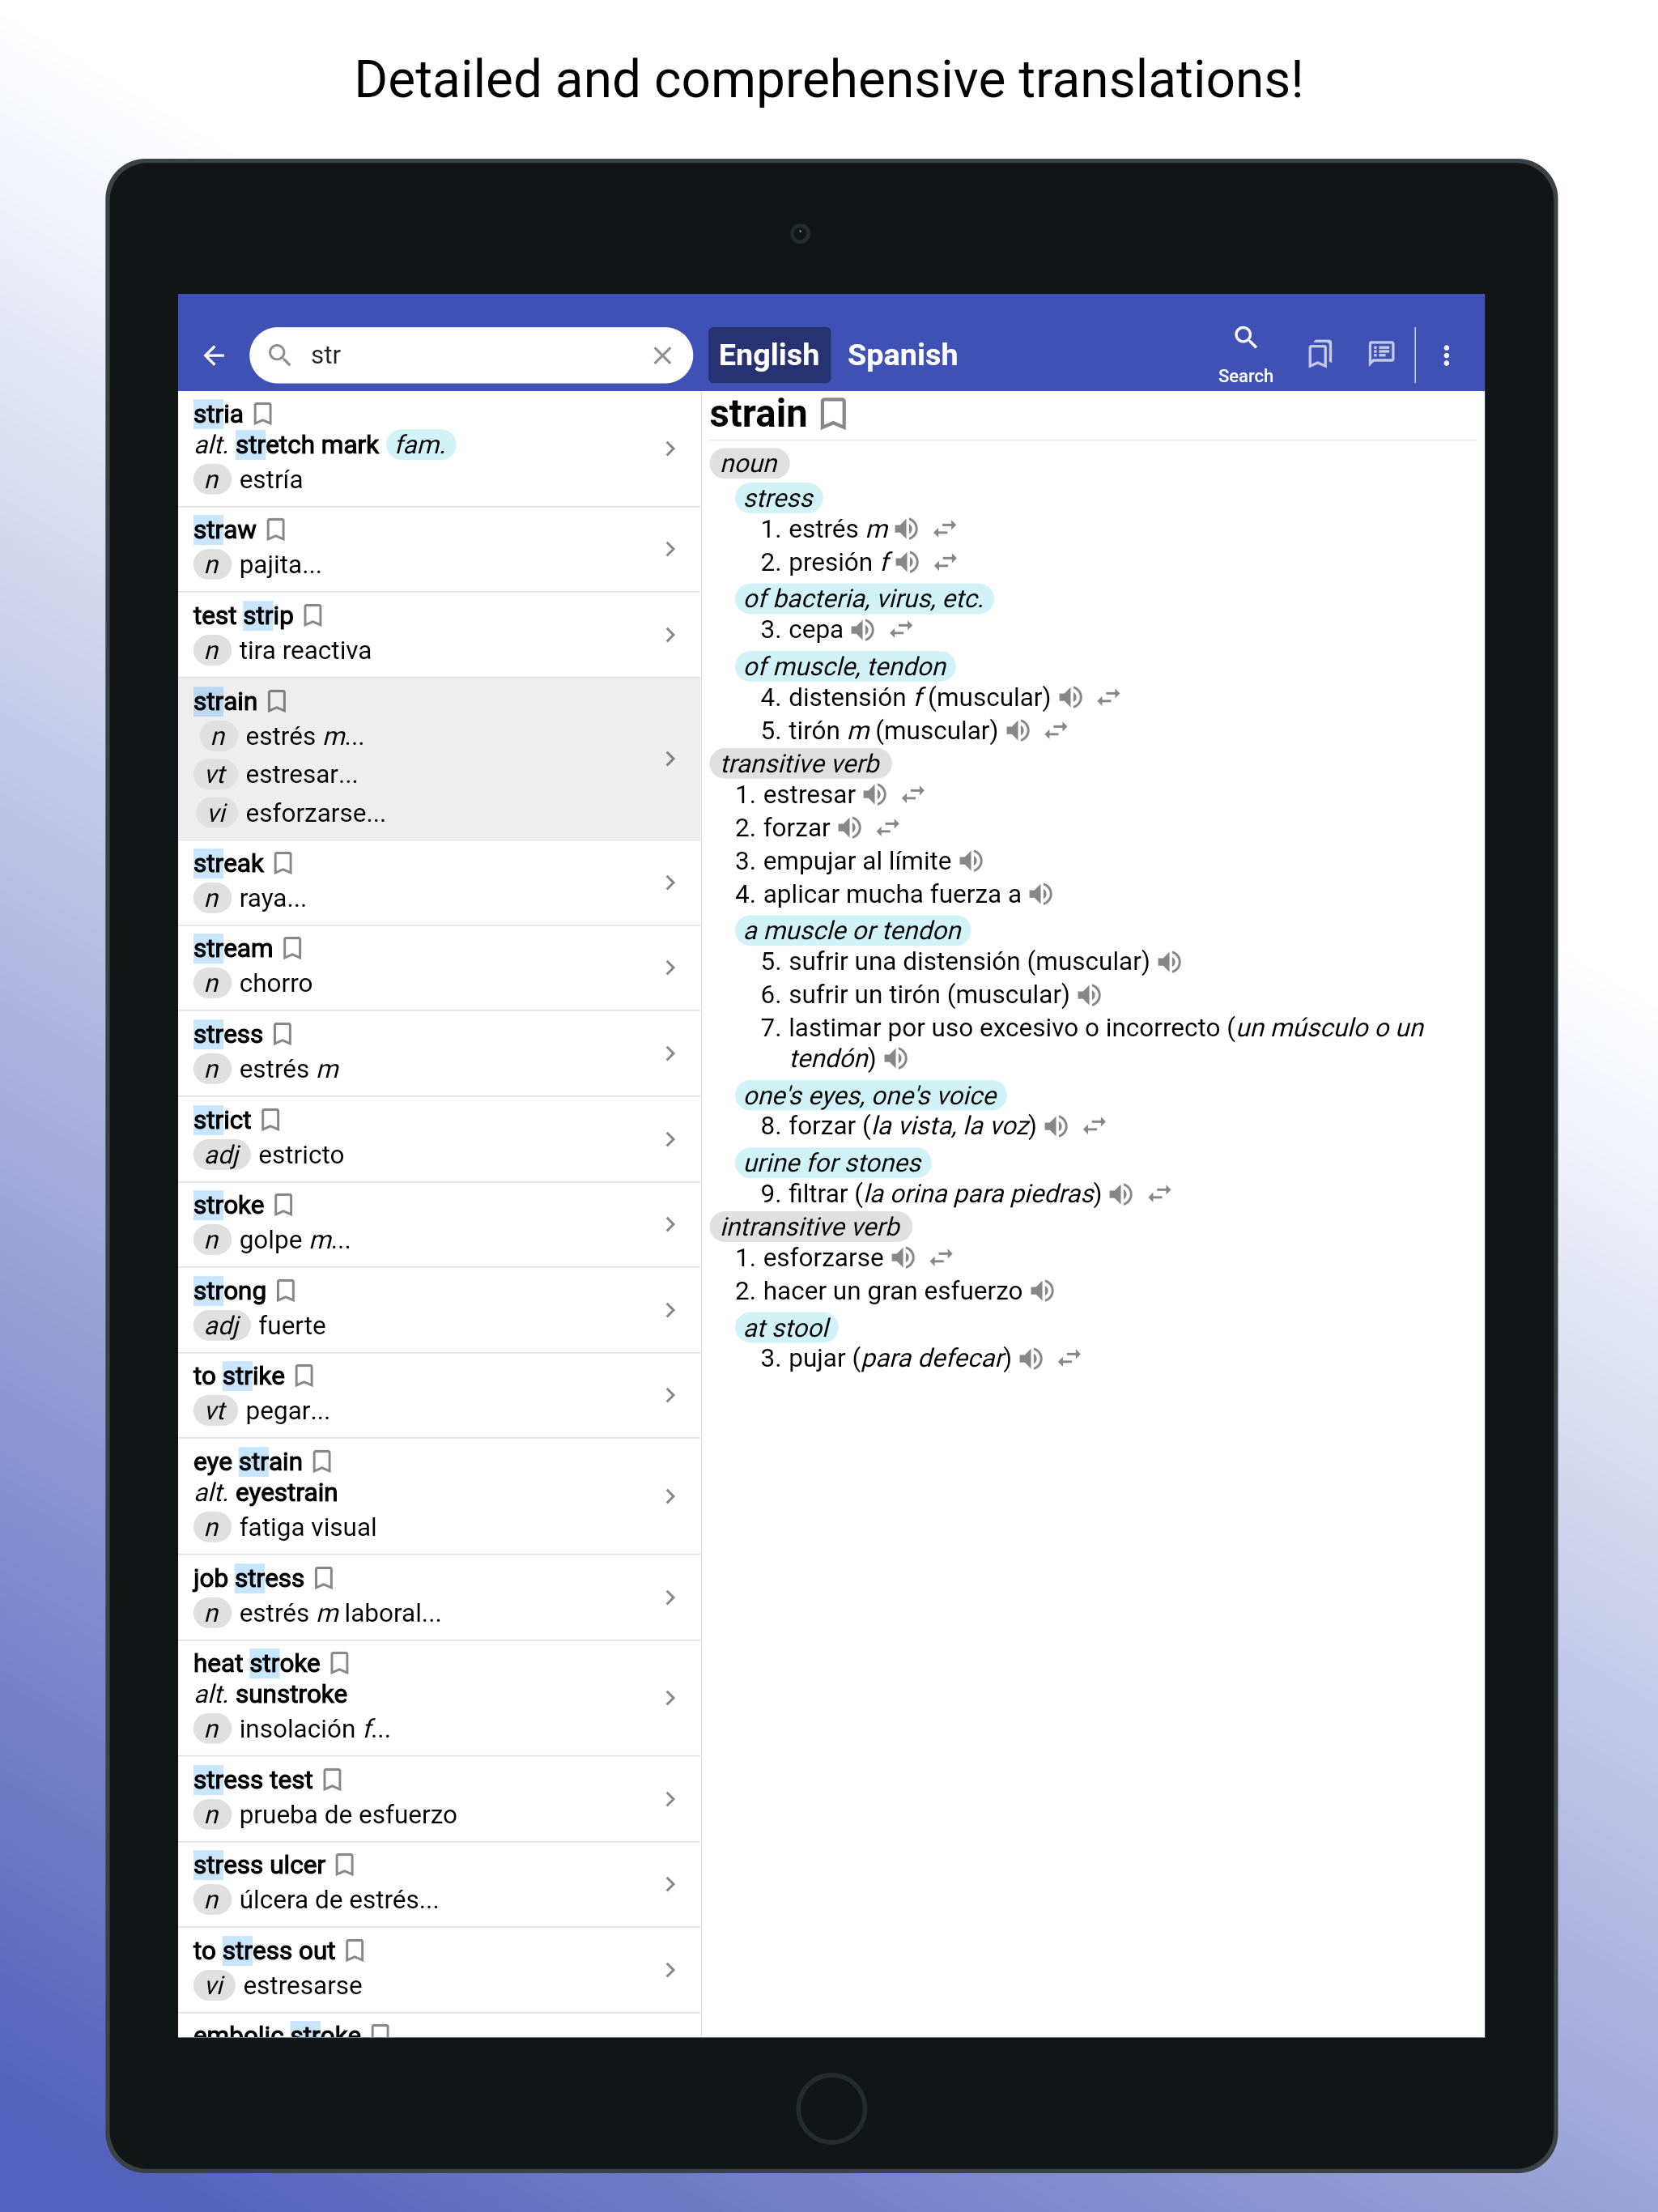 Detailed and comprehensive translations!
str
English Spanish
Search
stria
alt. stretch mark fam.
n estría
straw
n pajita...
test strip
n tira reactiva
strain
n estrés m...
vt estresar...
vi esforzarse...
streak
n raya...
stream
n chorro
stress
n estrés m
strict
adj estricto
stroke
n golpe m...
strong
adj fuerte
to strike
vt pegar...
eye strain
alt. eyestrain
n fatiga visual
job stress
n estrés m laboral...
heat stroke
alt. sunstroke
n insolación f...
stress test
n prueba de esfuerzo
stress ulcer
n úlcera de estrés...
to stress out
vi estresarse
embolic stroke
strain
noun
stress
1. estrés m
2. presión f
of bacteria, virus, etc.
3. cepa
of muscle, tendon
4. distensión f (muscular)
5. tirón m (muscular)
transitive verb
1. estresar
2. forzar
3. empujar al límite
4. aplicar mucha fuerza a
a muscle or tendon
5. sufrir una distensión (muscular)
6. sufrir un tirón (muscular)
7. lastimar por uso excesivo o incorrecto (un músculo o un
tendón)
one's eyes, one's voice
8. forzar (la vista, la voz)
urine for stones
9. filtrar (la orina para piedras)
intransitive verb
1. esforzarse
2. hacer un gran esfuerzo
at stool
3. pujar (para defecar)